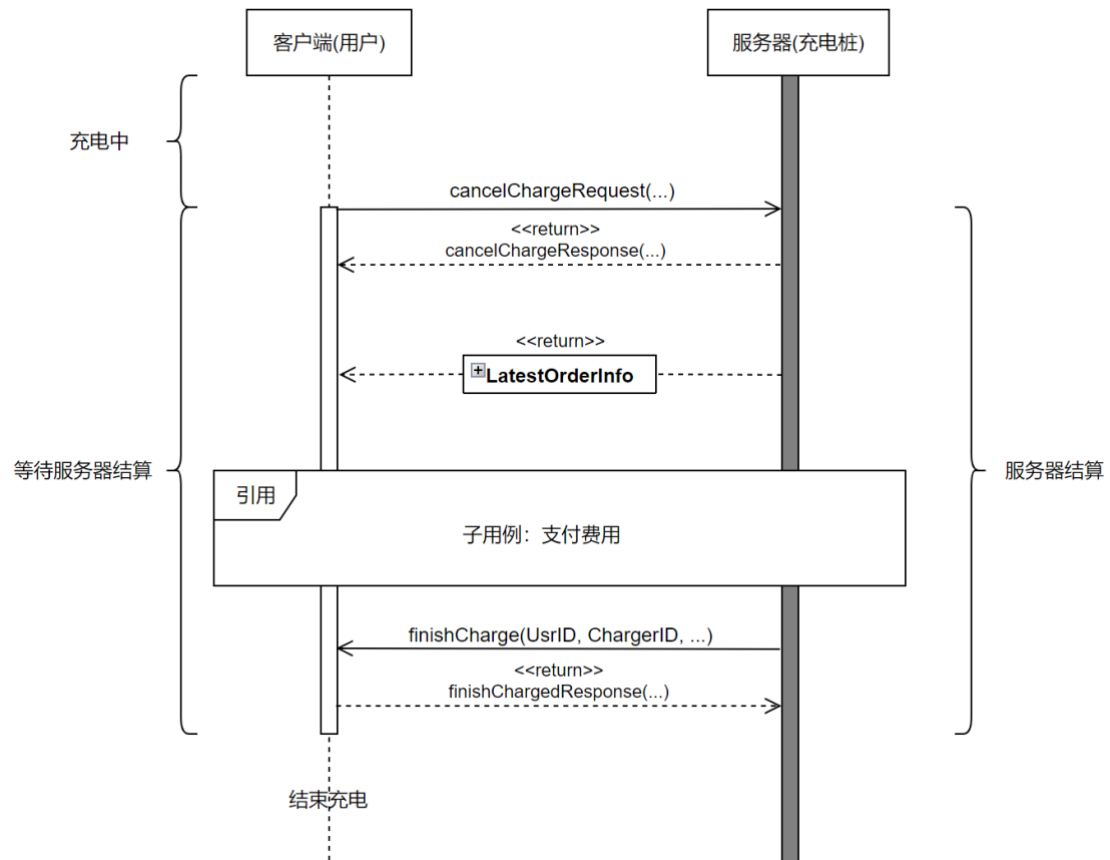 客户端(用户)
服务器(充电桩)
充电中
cancelChargeRequest(...)
<<return>>
cancelChargeResponse(...)
<<return>>
LatestOrderInfo
等待服务器结算
服务器结算
引用
子用例：支付费用
finishCharge(UsrID, ChargerID, ...)
<<return>>
finishChargedResponse(...)
结束充电